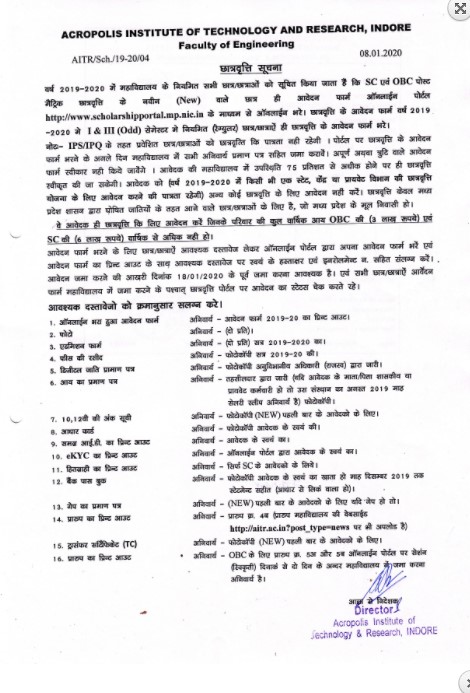 ACROPOLIS INSTITUTE OF TECHNOLOGY AND RESEARCH, INDORE
Faculty of Engineering
AITR/Sch./19-20/04 08.01.2020
छात्रवृत्ति सूचना
वर्ष 2019-2020 में महाविद्यालय के नियमित सभी छात्र/छात्राओं को सूचित किया जाता है कि SC एवं OBC पोस्ट
मैट्रिक छात्रवृत्ति के नवीन (New) वाले छात्र ही आवेदन फार्म ऑनलाईन पोर्टल
http://www.scholarshipportal.mp.nic.in के माध्यम से ऑनलाईन भरे। छात्रवृत्ति के आवेदन फार्म वर्ष 2019
-2020 मे I & III (Odd) सेमेस्टर मे नियमित (रेग्युलर) छात्र/छात्राऐं ही छात्रवृत्ति के आवेदन फार्म भरे।
नोटः- IPS/IPQ के तहत प्रवेशित छात्र/छात्राओं को छात्रवृत्ति कि पात्रता नही रहेगी । पोर्टल पर छात्रवृत्ति के आवेदन
फार्म भरने के अगले दिन महाविद्यालय में सभी अनिवार्य प्रमाण पत्र सहित जमा करावें। अपूर्ण अथवा त्रुटि वाले आवेदन
फार्म स्वीकार नही किये जावेंगे । आवेदक की महाविद्यालय में उपस्थिति 75 प्रतिशत से अधीक होने पर ही छात्रवृत्ति
स्वीकृत की जा सकेगी। आवेदक को (वर्ष 2019-2020 में किसी भी एक स्टेट, केंद्र या प्रायवेट विभाग की छात्रवृत्ति
योजना के लिए आवेदन करने की पात्रता रहेगी) अन्य कोई छात्रवृत्ति के लिए आवेदन नही करें। छात्रवृत्ति केवल मध्य
प्रदेश शासन द्वारा घोषित जातियों के तहत आने वाले छात्र/छात्राओं के लिए है, जो मध्य प्रदेश के मूल निवासी हो।
वे आवेदक ही छात्रवृत्ति कि लिए आवेदन करें जिनके परिवार की कुल वार्षिक आय OBC की (3 लाख रूपये) एवं
SC की (6 लाख रूपये) वार्षिक से अधिक नही हो।
आवेदन फार्म भरने के लिए छात्र/छात्राऐं आवश्यक दस्तावेज लेकर ऑनलाईन पोर्टल द्वारा अपना आवेदन फार्म भरें एवं
आवेदन फार्म का प्रिन्ट आउट के साथ आवश्यक दस्तावेज पर स्वयं के हस्ताक्षर एवं इनरोलमेन्ट न. सहित संलग्न करें।
आवेदन जमा करने की आखरी दिनांक 18/01/2020 के पूर्व जमा करना आवश्यक है। एवं सभी छात्र/छात्राऐं आवेदन
फार्म महाविद्यालय में जमा करने के पश्चात् छात्रवृत्ति पोर्टल पर आवेदन का स्टेटस चेक करते रहे।
आवश्यक दस्तावेजो को क्रमानुसार सलग्न करें।
1. ऑनलाईन भरा हुआ आवेदन फार्म अनिवार्य - आवेदन फार्म 2019-20 का प्रिन्ट आउट।
2. फोटो अनिवार्य - (दो प्रति)।
3. एडमिशन फार्म अनिवार्य - (दो प्रति) सत्र 2019-2020 का।
4. फीस की रसीद अनिवार्य - फोटोकॉपी सत्र 2019-20 की।
5. डिजीटल जाति प्रामाण पत्र अनिवार्य - फोटोकॉपी अनुविभागीय अधिकारी (राजस्व) द्वारा जारी।
6. आय का प्रमाण पत्र अनिवार्य - तहसीलदार द्वारा जारी (यदि आवेदक के माता/पिता शासकीय या
प्रायवेट कर्मचारी हो तो उस संस्थान का अगस्त 2019 माह
सेलरी स्लीप अनिवार्य है) फोटोकॉपी।
7. 10,12वी की अंक सूची अनिवार्य - फोटोकॉपी (NEW) पहली बार के आवेदको के लिए।
8. आधार कार्ड अनिवार्य - फोटोकॉपी आवेदक के स्वयं की।
9. समग्र आई.डी. का प्रिन्ट आउट अनिवार्य - आवेदक के स्वयं का।
10. eKYC का प्रिन्ट आउट अनिवार्य - ऑनलाईन पोर्टल द्वारा आवेदक के स्वयं का।
11. हितग्राही का प्रिन्ट आउट अनिवार्य - सिर्फ SC के आवेदको के लिये।
12. बैंक पास बुक अनिवार्य - फोटोकॉपी आवेदक के स्वयं का खाता हो माह दिसम्बर 2019 तक
स्टेटमेन्ट सहीत (आधार से लिंक वाला हो)।
13. गेप का प्रमाण पत्र अनिवार्य - (NEW) पहली बार के आवेदको के लिए यदि गेप हो तो।
14. प्रारुप का प्रिन्ट आउट अनिवार्य - प्रारुप क्र. 4ब (प्रारुप महाविद्यालय की वेबसाईड
http://aitr.ac.in?post_type=news पर भी अपलोड है)
15. ट्रांसफर सर्टिफिकेट (TC) अनिवार्य - फोटोकॉपी (NEW) पहली बार के आवेदको के लिए।
16. प्रारुप का प्रिन्ट आउट अनिवार्य - OBC के लिए प्रारुप क्र. 5अ और 5ब ऑनलाईन पोर्टल पर सेंशन
(स्विकृती) दिनांक से दो दिन के अन्दर महाविद्यालय में जमा करना
अनिवार्य है।
आज्ञा से निदेशक
Director
Acropolis Institute of
Technology & Research, INDORE